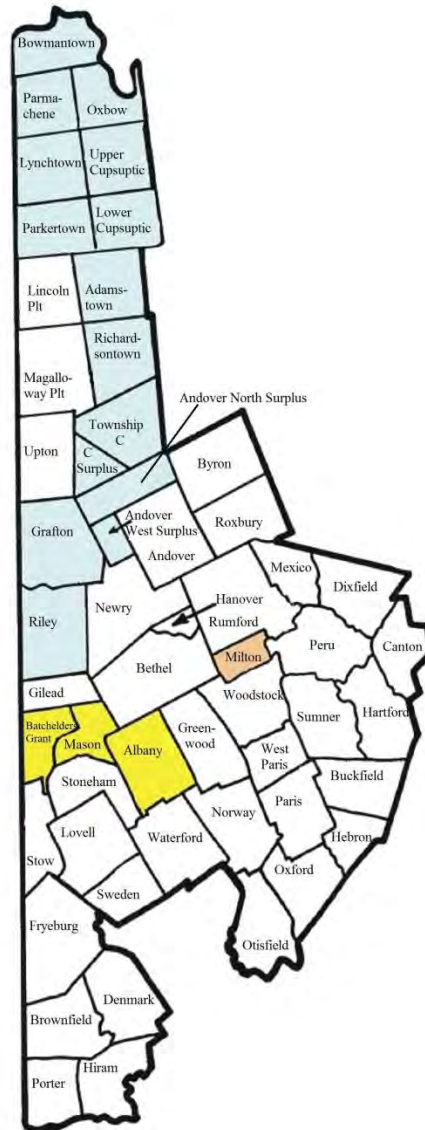 Bowmantown
Parma-
chene
Oxbow
Lynchtown
Upper
Cupsuptic
Parkertown
Lower
Cupsuptic
Lincoln
Plt
Adams-
town
Richard-
sontown
Magallo-
way Plt
Andover North Surplus
Township
C
Upton
C
Surplus
Byron
Grafton
Andover
West Surplus
Andover
Roxbury
Mexico
Dixfield
Newry
Hanover
Rumford
Riley
Peru
Canton
Bethel
Milton
Gilead
Woodstock
Sumner
Hartford
Batchelders
Grant
Mason
Albany
Green-
wood
West
Paris
Stoneham
Buckfield
Norway
Paris
Lovell
Waterford
Hebron
Stow
Oxford
Sweden
Fryeburg
Otisfield
Denmark
Brownfield
Porter
Hiram